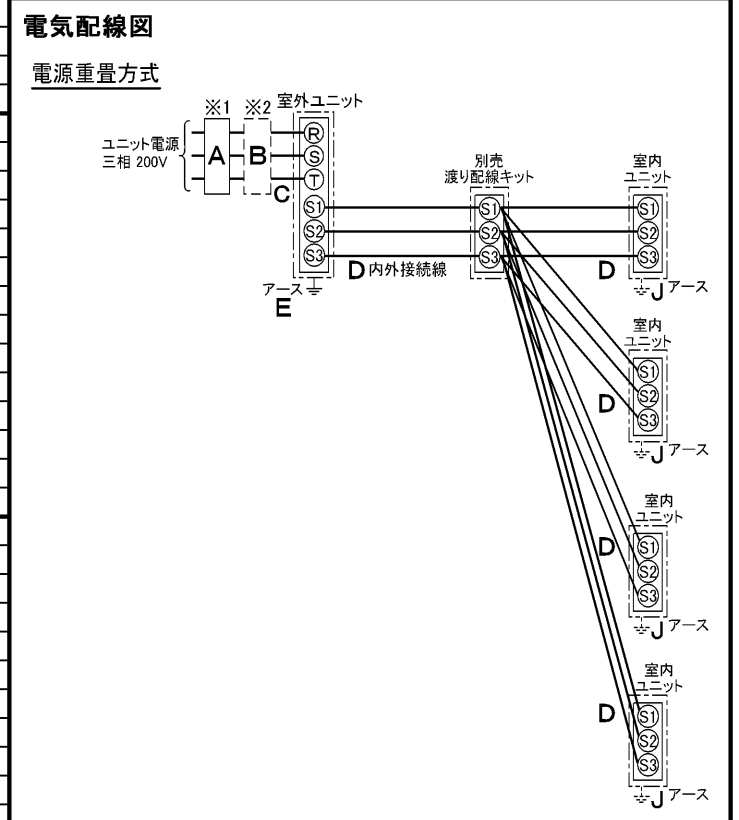 電気配線図
電源重畳方式
※1 ※2 室外ユニット
ユニット電源
三相 200V
A
B
C
R
S
T
S1
S2
S3
アース
E
D 内外接続線
別売
渡り配線キット
S1
S2
S3
室内
ユニット
S1
S2
S3
D
J アース
室内
ユニット
S1
S2
S3
D
J アース
室内
ユニット
S1
S2
S3
D
J アース
室内
ユニット
S1
S2
S3
D
J アース